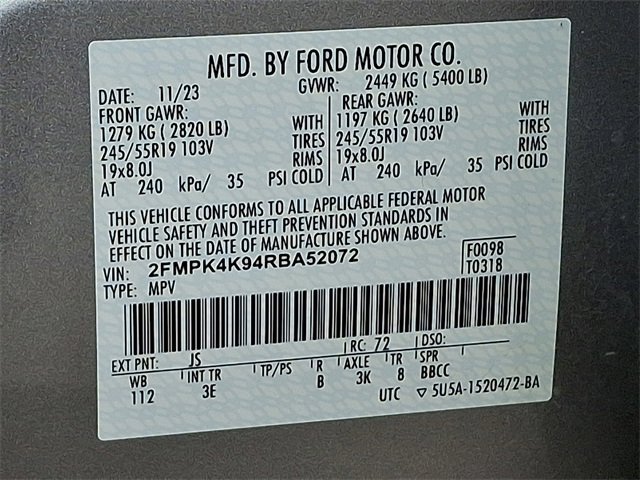 MFD. BY FORD MOTOR CO.
DATE: 11/23 GVWR: 2449 KG ( 5400 LB)
FRONT GAWR: REAR GAWR:
1279 KG ( 2820 LB) WITH 1197 KG ( 2640 LB) WITH
245/55R19 103V TIRES 245/55R19 103V TIRES
19x8.0J RIMS 19x8.0J RIMS
AT 240 kPa/ 35 PSI COLD AT 240 kPa/ 35 PSI COLD
THIS VEHICLE CONFORMS TO ALL APPLICABLE FEDERAL MOTOR
VEHICLE SAFETY AND THEFT PREVENTION STANDARDS IN
EFFECT ON THE DATE OF MANUFACTURE SHOWN ABOVE.
VIN: 2FMPK4K94RBA52072 F0098
TYPE: MPV T0318
EXT PNT: JS RC: 72 DSO:
WB INT TR TP/PS R AXLE TR SPR
112 3E B 3K 8 BBCC
UTC ▽ 5U5A-1520472-BA